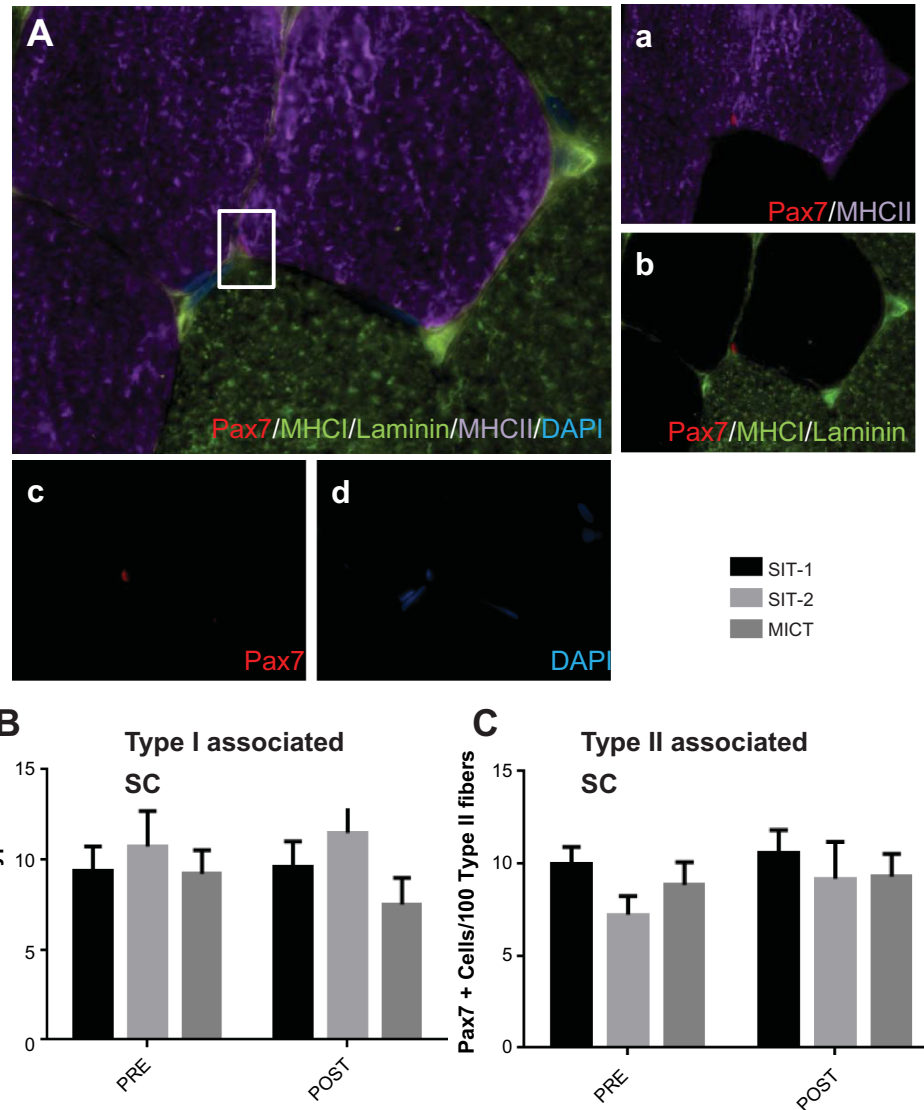 A
Pax7/MHCI/Laminin/MHCII/DAPI
a
Pax7/MHCII
b
Pax7/MHCI/Laminin
c
Pax7
d
DAPI
SIT-1
SIT-2
MICT
B
Type I associated
SC
15
10
5
0
PRE
POST
C
Type II associated
SC
Pax7 + Cells/100 Type II fibers
15
10
5
0
PRE
POST